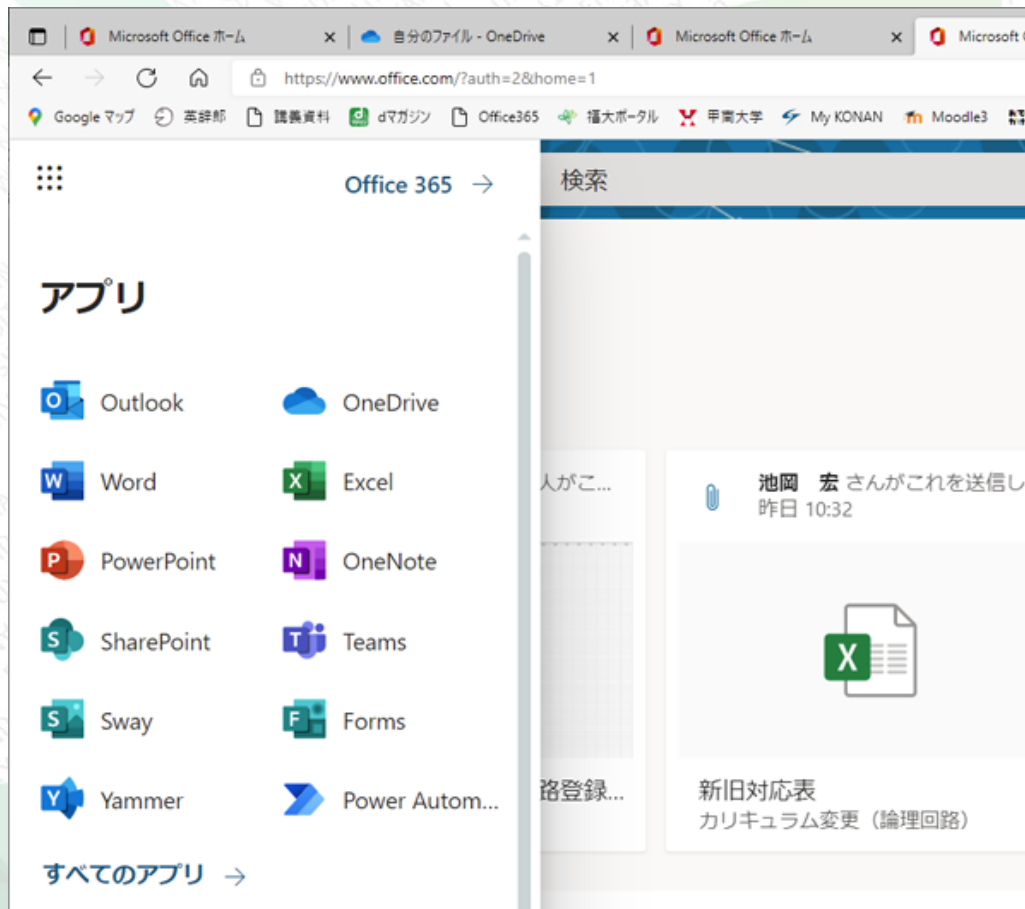 Microsoft Office ホーム
自分のファイル - OneDrive
Microsoft Office ホーム
Microsoft
https://www.office.com/?auth=2&home=1
Google マップ
英辞郎
講義資料
dマガジン
Office365
福大ポータル
甲南大学
My KONAN
Moodle3
Office 365 →
検索
アプリ
Outlook
OneDrive
Word
Excel
PowerPoint
OneNote
SharePoint
Teams
Sway
Forms
Yammer
Power Autom...
すべてのアプリ →
人がこ...
路登録...
池岡 宏 さんがこれを送信し
昨日 10:32
新旧対応表
カリキュラム変更（論理回路）